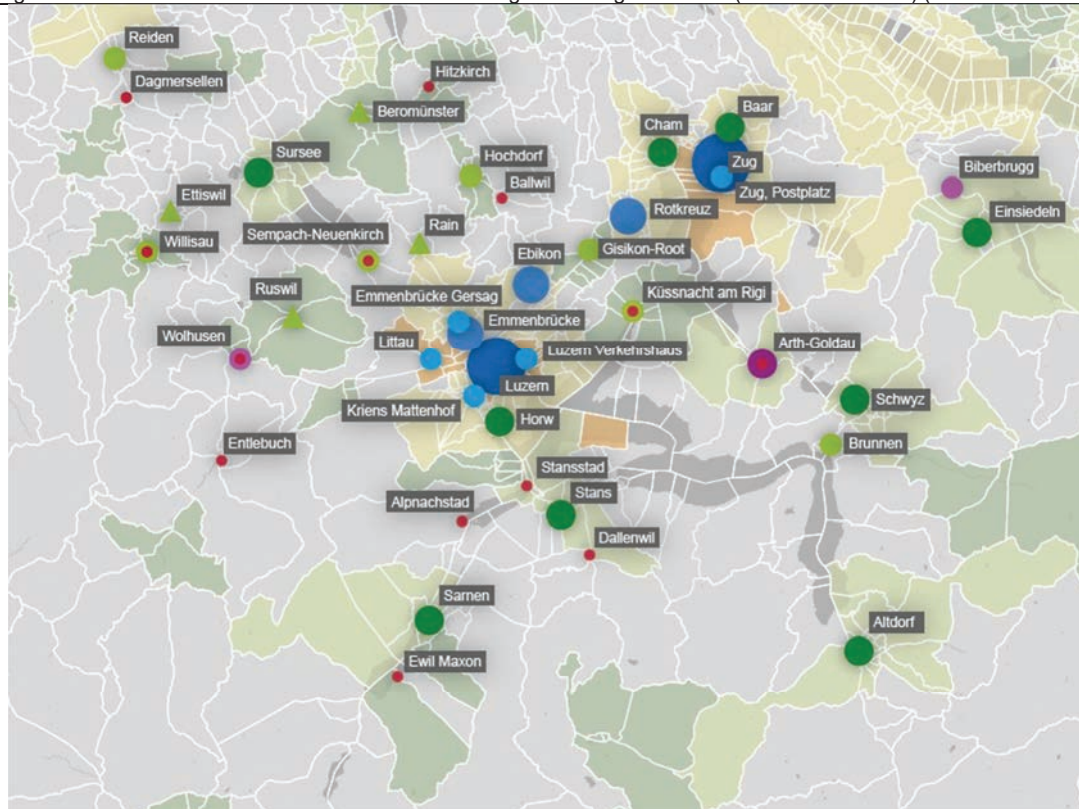 Reiden
Dagmersellen
Hitzkirch
Beromünster
Baar
Cham
Sursee
Hochdorf
Zug
Ballwil
Zug, Postplatz
Biberbrugg
Ettiswil
Rotkreuz
Einsiedeln
Willisau
Sempach-Neuenkirch
Rain
Ebikon
Gisikon-Root
Ruswil
Emmenbrücke Gersag
Küssnacht am Rigi
Emmenbrücke
Wolhusen
Littau
Luzern Verkehrshaus
Arth-Goldau
Luzern
Schwyz
Kriens Mattenhof
Horw
Entlebuch
Brunnen
Stansstad
Stans
Alpnachstad
Dallenwil
Sarnen
Altdorf
Ewil Maxon